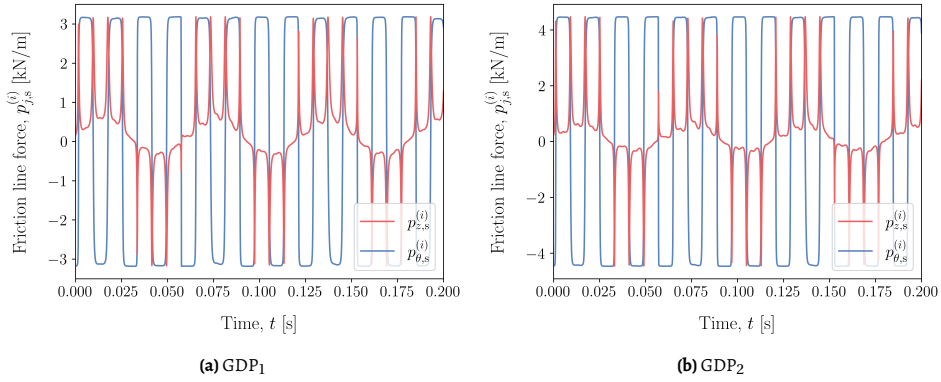 Friction line force, p_{j,s}^{(i)} [kN/m]
3
2
1
0
−1
−2
−3
p_{z,s}^{(i)}
p_{θ,s}^{(i)}
0.000 0.025 0.050 0.075 0.100 0.125 0.150 0.175 0.200
Time, t [s]
(a) GDP1
Friction line force, p_{j,s}^{(i)} [kN/m]
4
2
0
−2
−4
p_{z,s}^{(i)}
p_{θ,s}^{(i)}
0.000 0.025 0.050 0.075 0.100 0.125 0.150 0.175 0.200
Time, t [s]
(b) GDP2